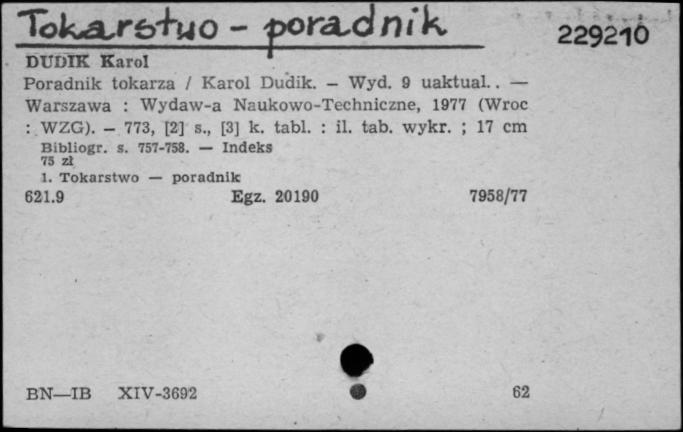 Tokarstwo - poradnik 229210
DUDIK Karol
Poradnik tokarza / Karol Dudik. — Wyd. 9 uaktual.. —
Warszawa : Wydaw-a Naukowo-Techniczne, 1977 (Wroc
: WZG). — 773, [2] s., [3] k. tabl. : il. tab. wykr. ; 17 cm
Bibliogr. s. 757-758. — Indeks
75 zł
1. Tokarstwo — poradnik
621.9 Egz. 20190 7958/77
BN—IB XIV-3692 62